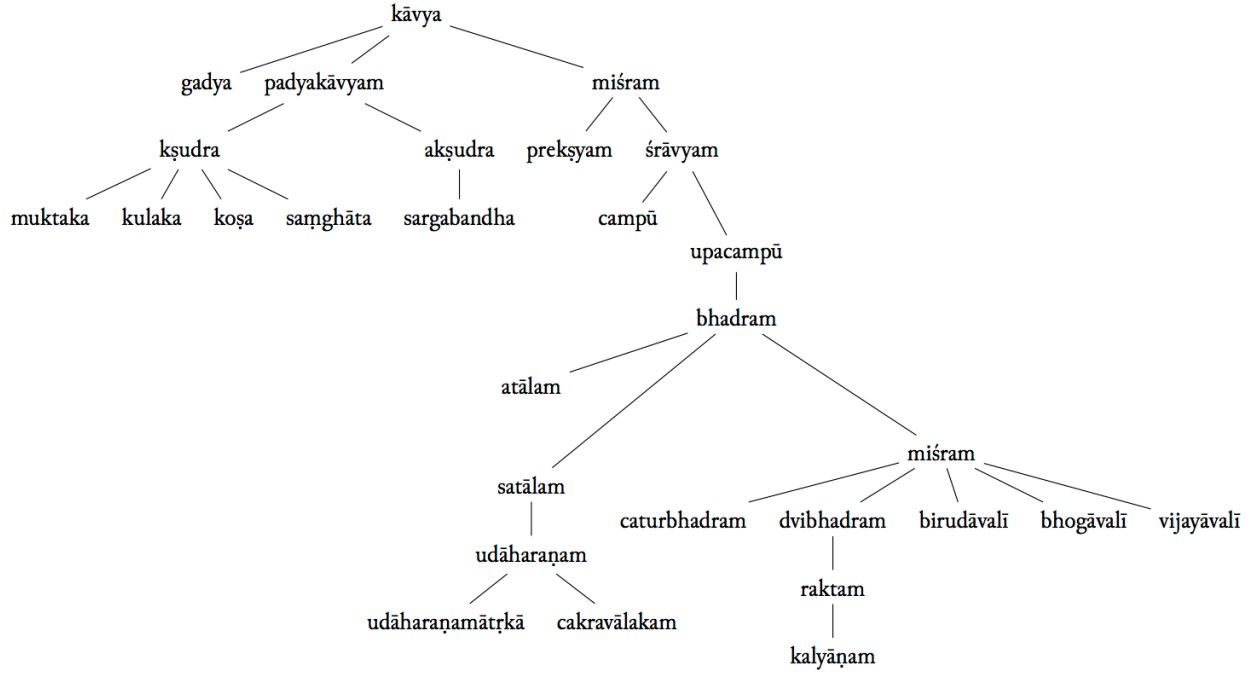 kāvya
gadya padyakāvyam miśram
kṣudra akṣudra prekṣyam śrāvyam
muktaka kulaka koṣa saṃghāta sargabandha campū
upacampū
bhadram
atālam
miśram
satālam
caturbhadram dvibhadram birudāvalī bhogāvalī vijayāvalī
udāharaṇam
raktam
udāharaṇamātṛkā cakravālakam
kalyāṇam